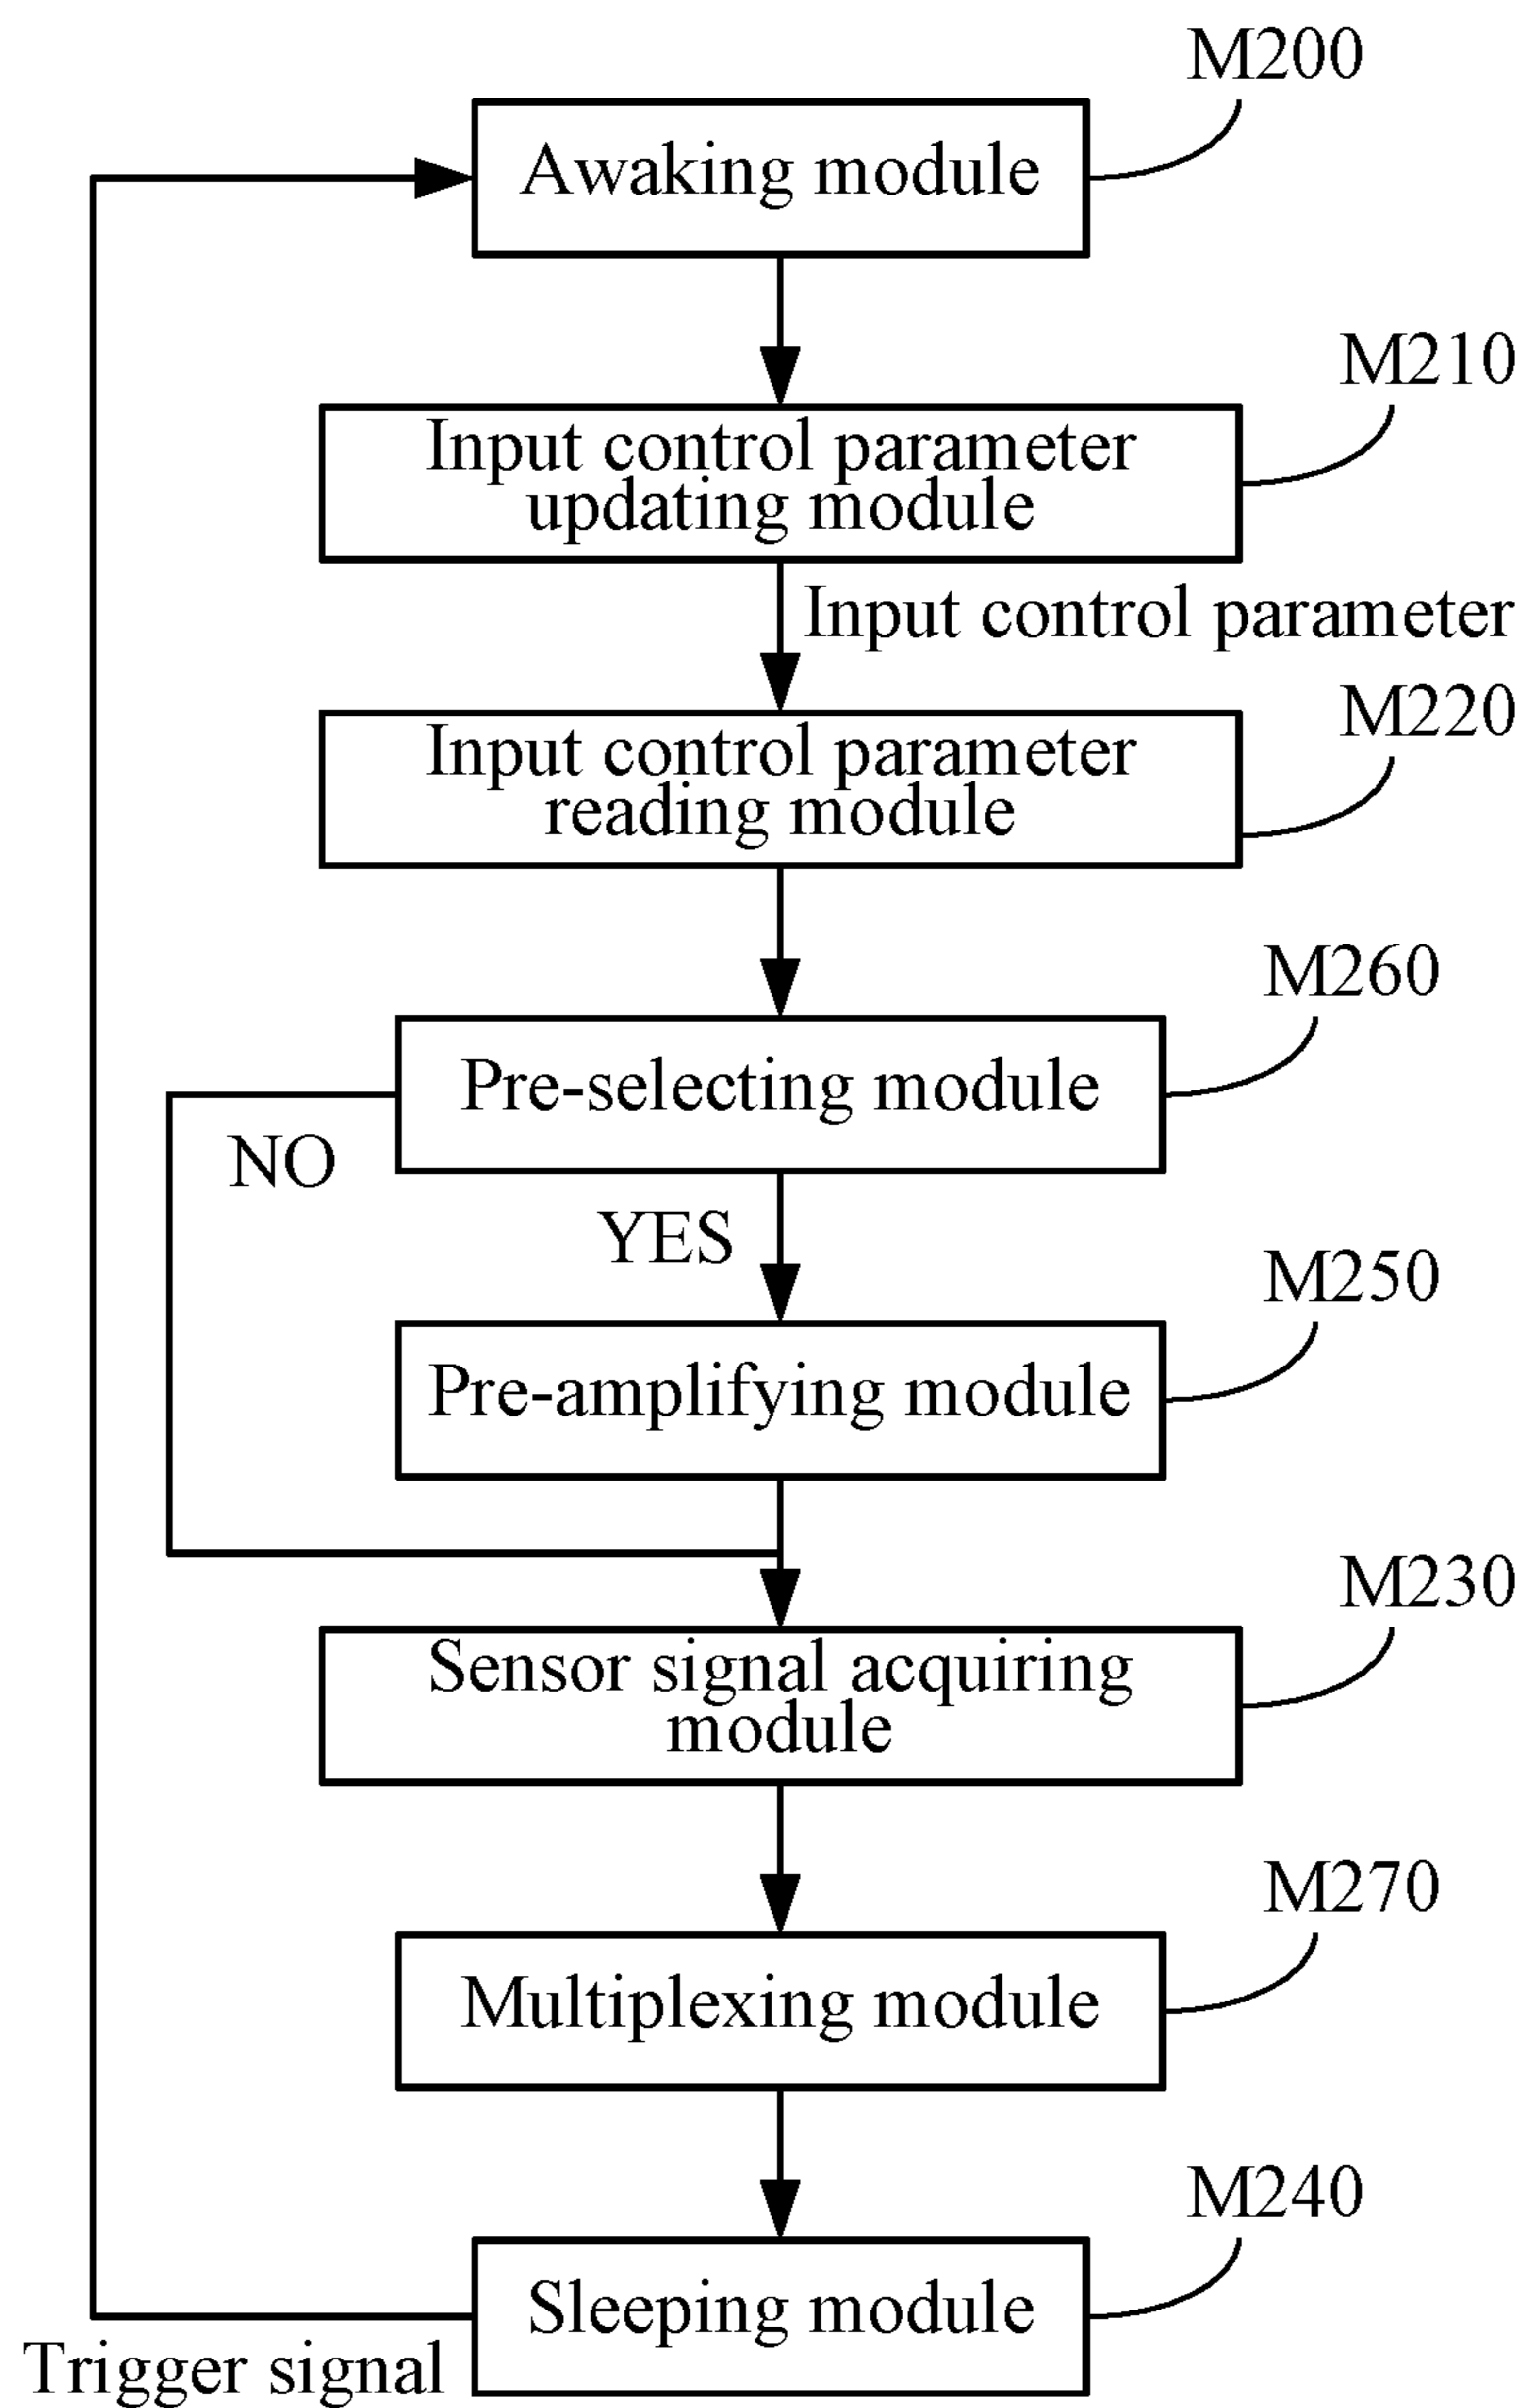 M200
Awaking module
M210
Input control parameter
updating module
Input control parameter
M220
Input control parameter
reading module
M260
Pre-selecting module
NO
YES
M250
Pre-amplifying module
M230
Sensor signal acquiring
module
M270
Multiplexing module
M240
Sleeping module
Trigger signal